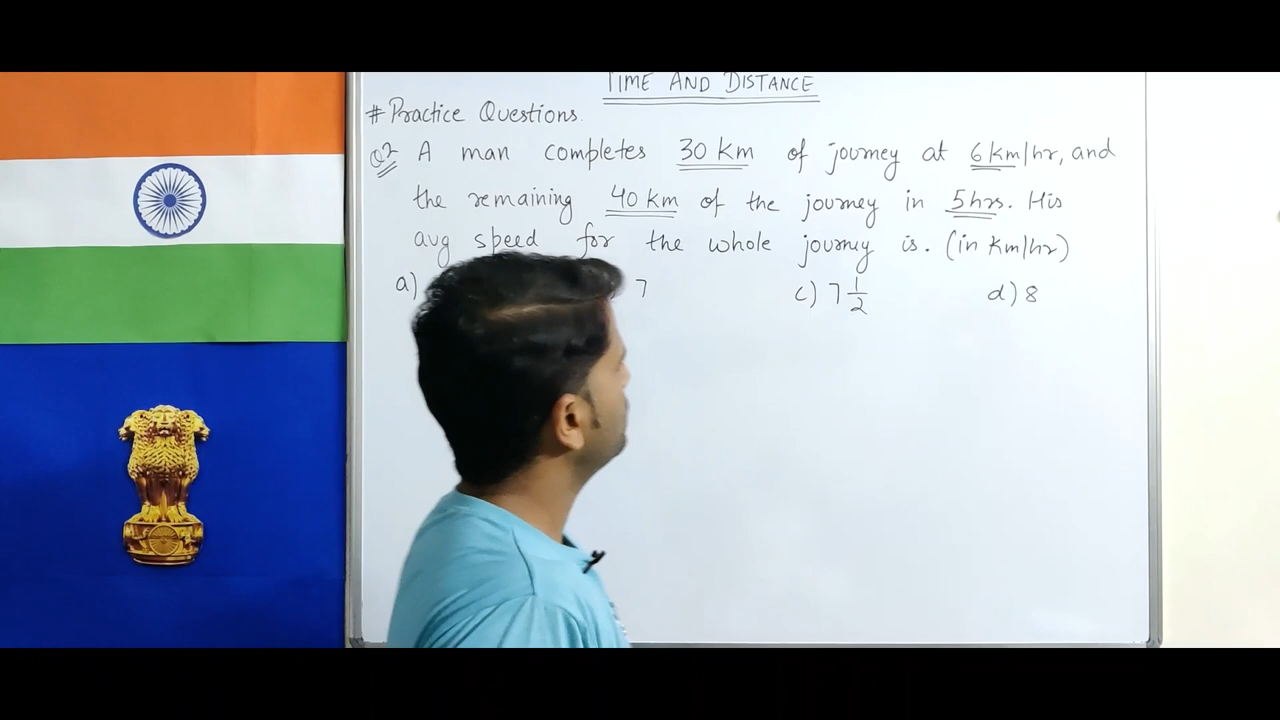 TIME AND DISTANCE
# Practice Questions.
Q2 A man completes 30 km of journey at 6 km/hr, and
the remaining 40 km of the journey in 5 hrs. His
avg speed for the whole journey is. (in km/hr)
a) 7 c) 7 1/2 d) 8